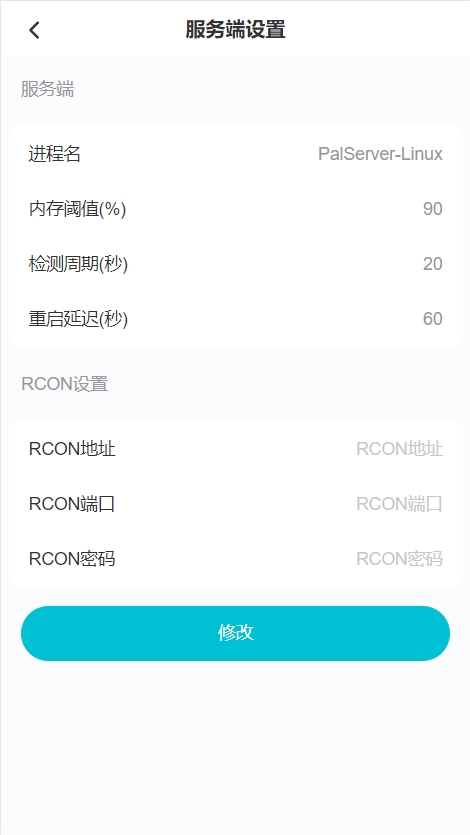 服务端设置
服务端
进程名 PalServer-Linux
内存阈值(%) 90
检测周期(秒) 20
重启延迟(秒) 60
RCON设置
RCON地址 RCON地址
RCON端口 RCON端口
RCON密码 RCON密码
修改